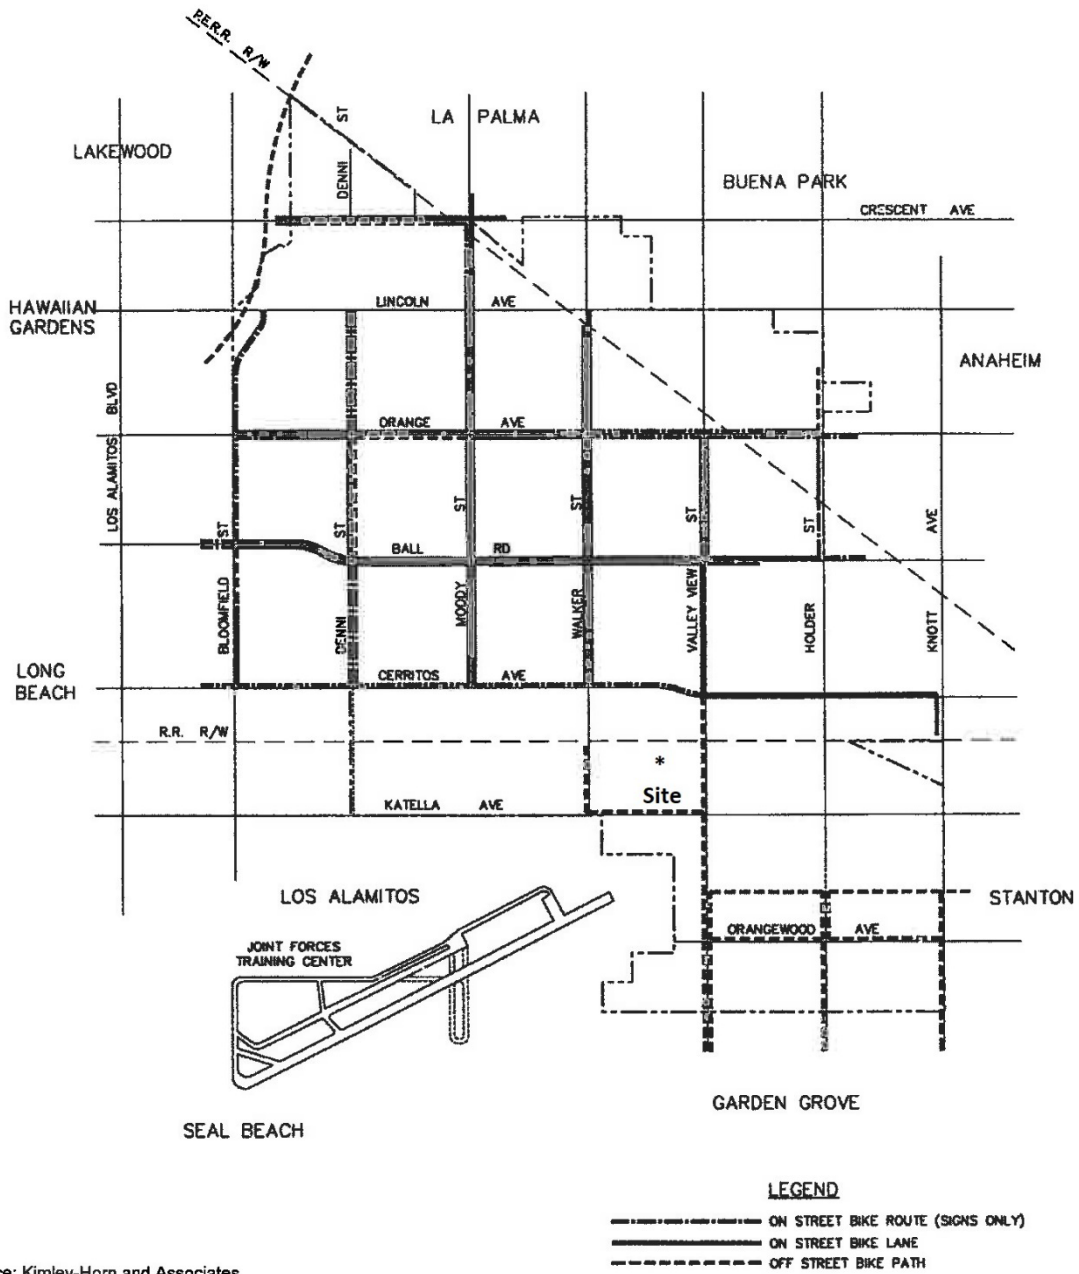 P.E.R.R. R/W
LA PALMA
LAKEWOOD
DENNI ST
BUENA PARK
CRESCENT AVE
LINCOLN AVE
HAWAIIAN
GARDENS
ANAHEIM
LOS ALAMITOS BLVD
ORANGE AVE
BLOOMFIELD ST
DENNI ST
MOODY ST
WALKER ST
VALLEY VIEW ST
HOLDER ST
KNOTT AVE
BALL RD
LONG
BEACH
CERRITOS AVE
R.R. R/W
*
Site
KATELLA AVE
LOS ALAMITOS
STANTON
ORANGEWOOD AVE
JOINT FORCES
TRAINING CENTER
GARDEN GROVE
SEAL BEACH
LEGEND
ON STREET BIKE ROUTE (SIGNS ONLY)
ON STREET BIKE LANE
OFF STREET BIKE PATH
ce: Kimley-Horn and Associates